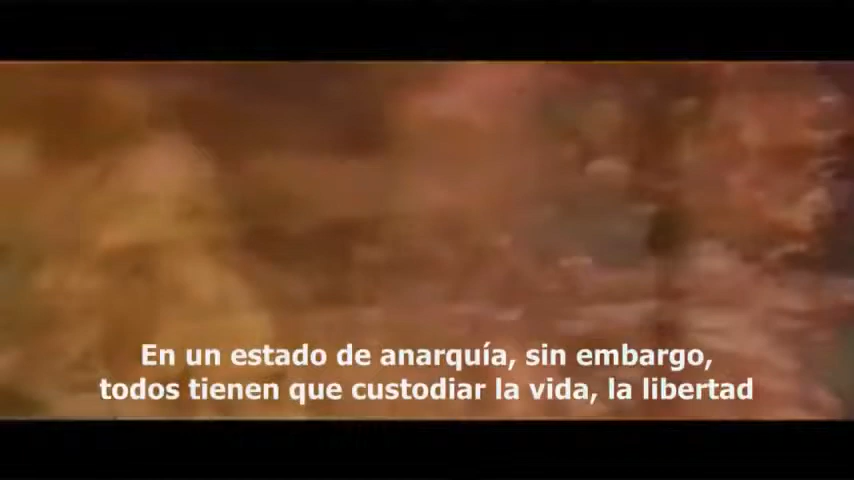 En un estado de anarquía, sin embargo,
todos tienen que custodiar la vida, la libertad